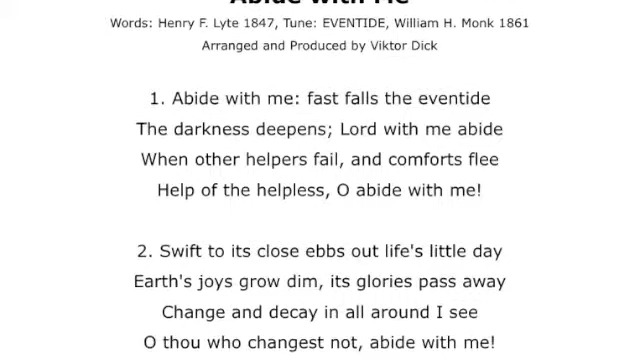 Abide with Me
Words: Henry F. Lyte 1847, Tune: EVENTIDE, William H. Monk 1861
Arranged and Produced by Viktor Dick
1. Abide with me: fast falls the eventide
The darkness deepens; Lord with me abide
When other helpers fail, and comforts flee
Help of the helpless, O abide with me!
2. Swift to its close ebbs out life's little day
Earth's joys grow dim, its glories pass away
Change and decay in all around I see
O thou who changest not, abide with me!